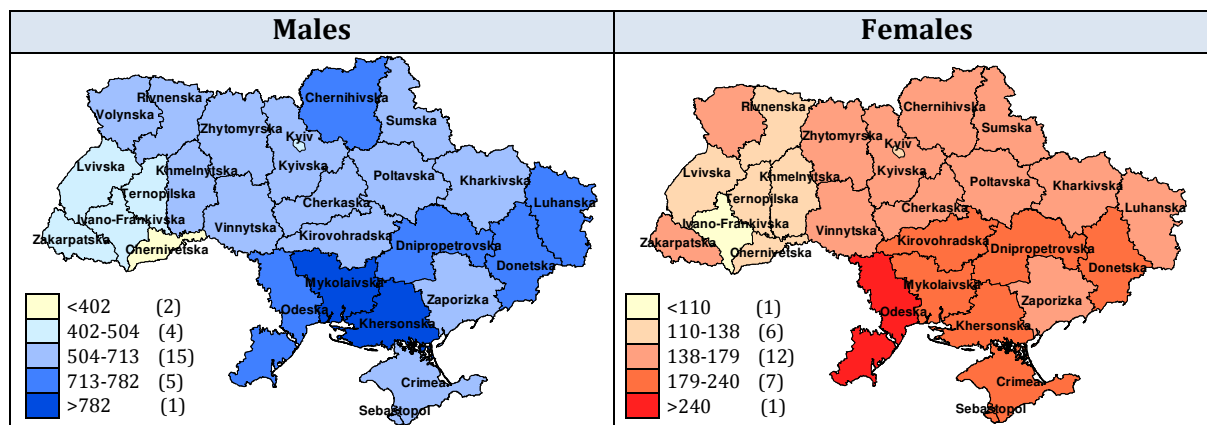 Males
Females
Chernihivska
Rivnenska
Volynska
Sumska
Zhytomyrska
Kyiv
Lvivska
Khmelnytska
Kyivska
Poltavska
Kharkivska
Ternopilska
Luhanska
Cherkaska
Ivano-Frankivska
Vinnytska
Zakarpatska
Chernivetska
Kirovohradska
Dnipropetrovska
Donetska
Mykolaivska
Zaporizka
Odeska
Khersonska
Crimea
Sebastopol
<402 (2)
402-504 (4)
504-713 (15)
713-782 (5)
>782 (1)
Rivnenska
Chernihivska
Sumska
Zhytomyrska
Kyiv
Lvivska
Khmelnytska
Kyivska
Poltavska
Kharkivska
Ternopilska
Luhanska
Cherkaska
Ivano-Frankivska
Vinnytska
Zakarpatska
Chernivetska
Kirovohradska
Dnipropetrovska
Donetska
Mykolaivska
Zaporizka
Odeska
Khersonska
Crimea
Sebastopol
<110 (1)
110-138 (6)
138-179 (12)
179-240 (7)
>240 (1)